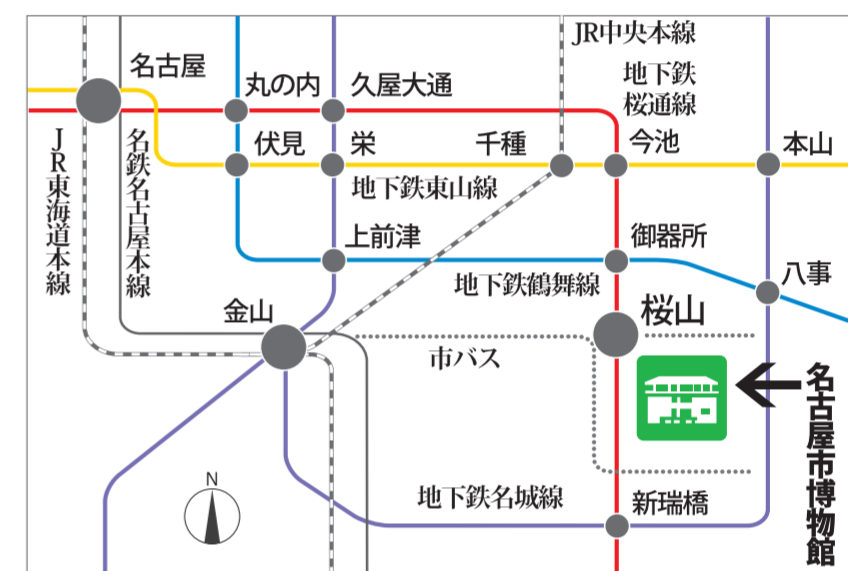 JR中央本線
名古屋
地下鉄
桜通線
丸の内
久屋大通
JR東海道本線
名鉄名古屋本線
伏見
栄
千種
今池
本山
地下鉄東山線
上前津
御器所
地下鉄鶴舞線
八事
金山
桜山
市バス
名古屋市博物館
N
地下鉄名城線
新瑞橋